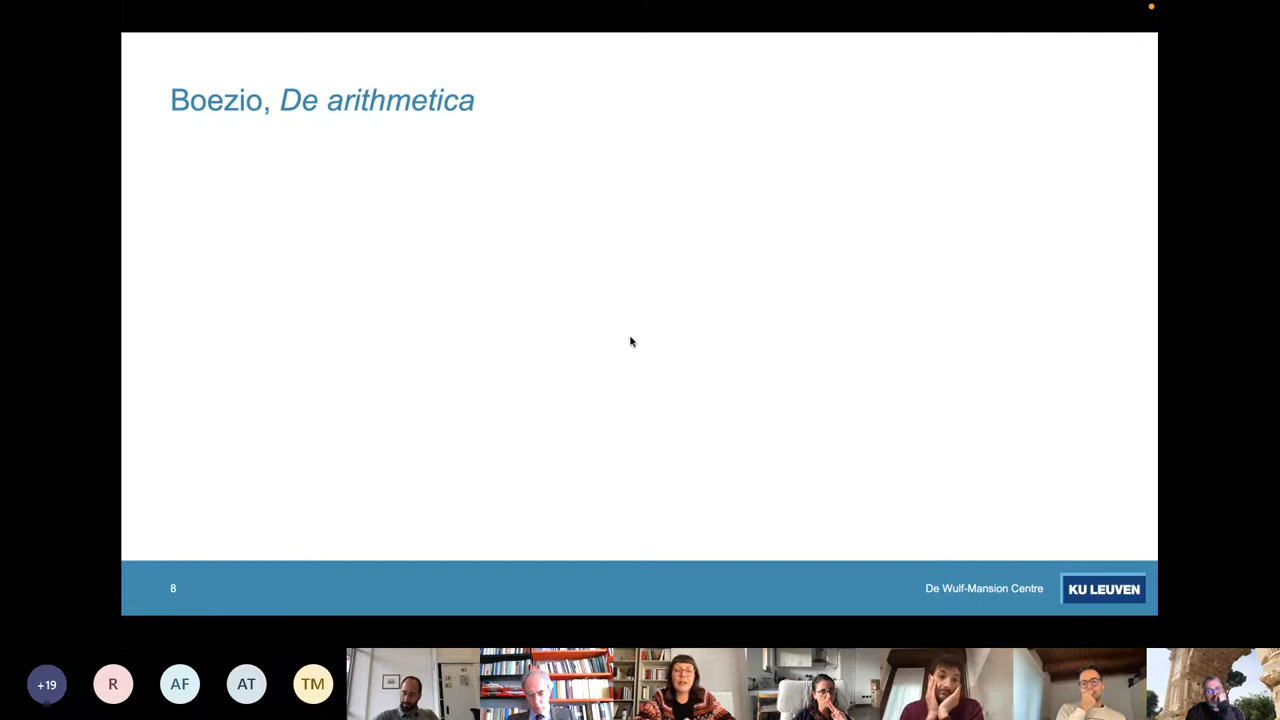 Boezio, De arithmetica
8
De Wulf-Mansion Centre
KU LEUVEN
+19
R
AF
AT
TM